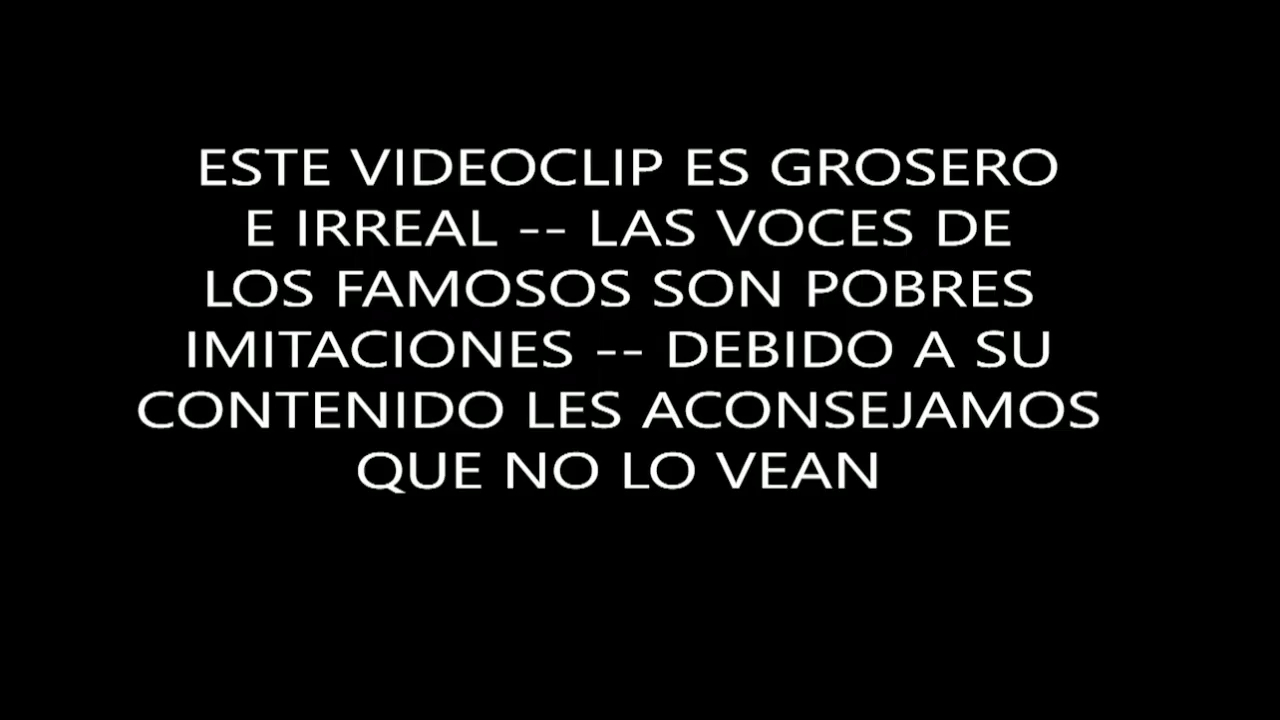 ESTE VIDEOCLIP ES GROSERO
E IRREAL -- LAS VOCES DE
LOS FAMOSOS SON POBRES
IMITACIONES -- DEBIDO A SU
CONTENIDO LES ACONSEJAMOS
QUE NO LO VEAN